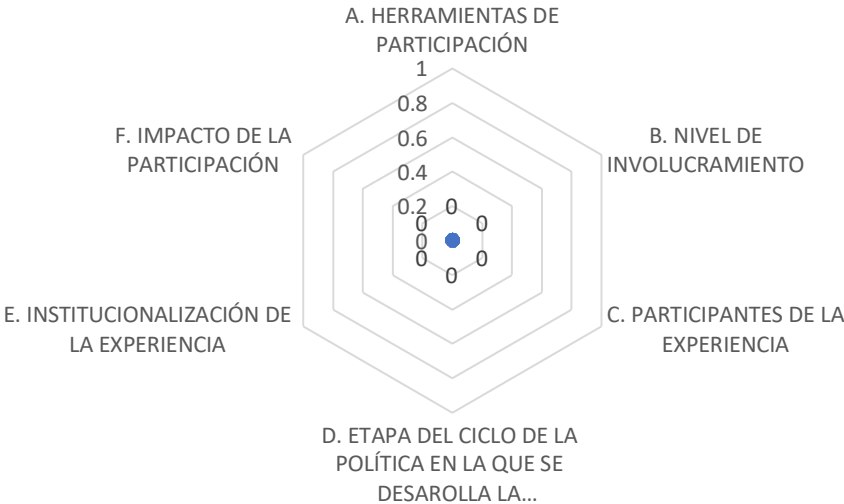 A. HERRAMIENTAS DE
PARTICIPACIÓN
1
0.8
F. IMPACTO DE LA
PARTICIPACIÓN
B. NIVEL DE
INVOLUCRAMIENTO
0.6
0.4
0.2
0
0
0
0
0
0
0
E. INSTITUCIONALIZACIÓN DE
LA EXPERIENCIA
C. PARTICIPANTES DE LA
EXPERIENCIA
D. ETAPA DEL CICLO DE LA
POLÍTICA EN LA QUE SE
DESAROLLA LA...